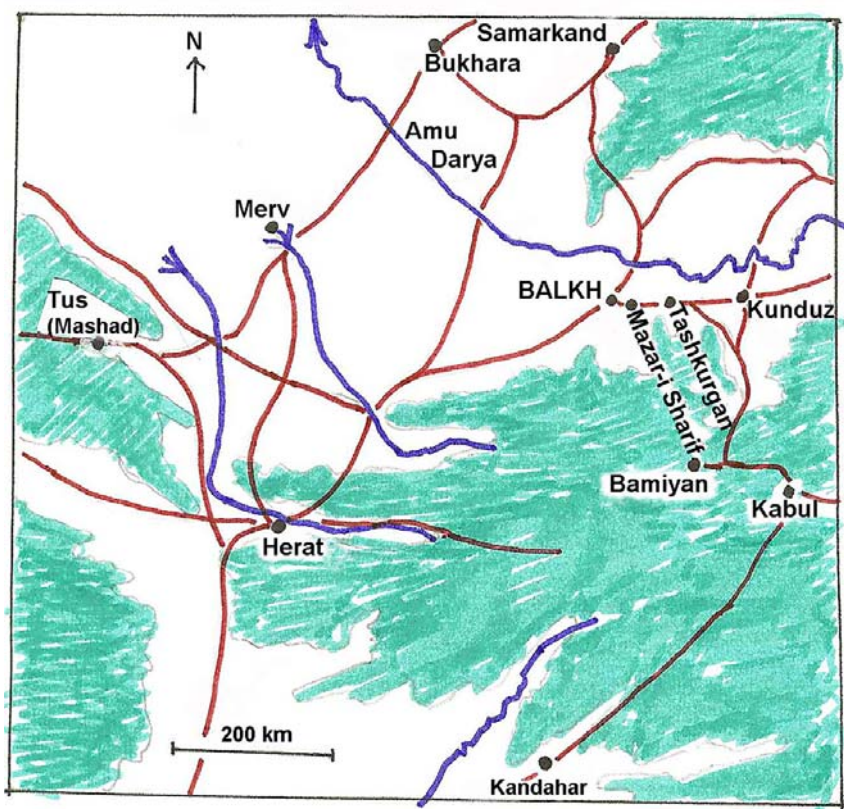 N
Samarkand
Bukhara
Amu
Darya
Merv
BALKH
Mazar-i Sharif
Tashkurgan
Kunduz
Tus
(Mashad)
Bamiyan
Kabul
Herat
200 km
Kandahar